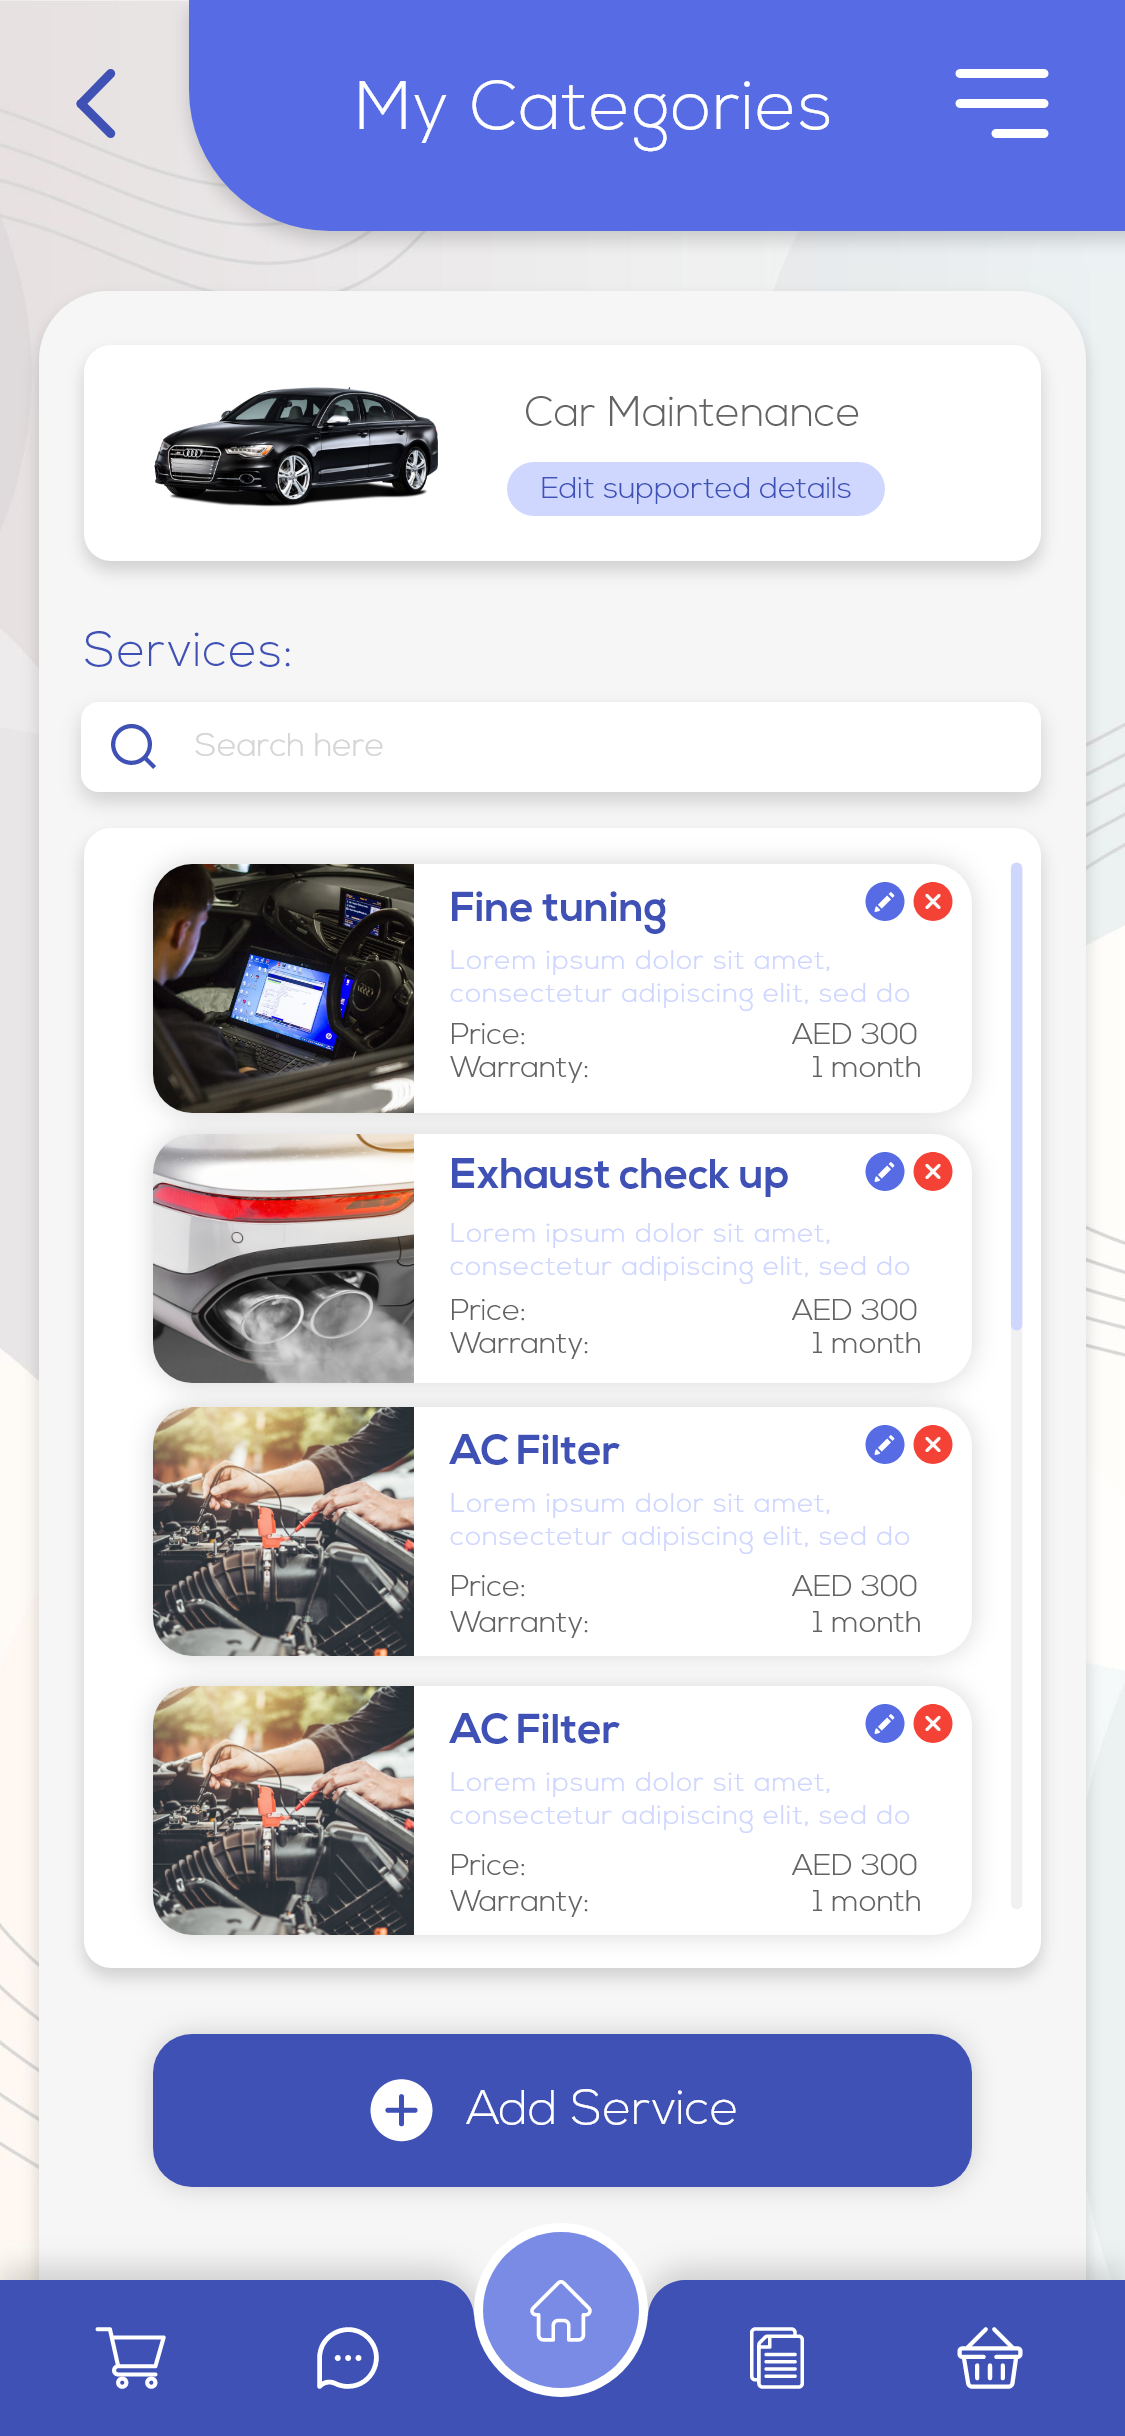 My Categories
Car Maintenance
Edit supported details
Services:
Search here
Fine tuning
Lorem ipsum dolor sit amet,
consectetur adipiscing elit, sed do
Price: AED 300
Warranty: 1 month
Exhaust check up
Lorem ipsum dolor sit amet,
consectetur adipiscing elit, sed do
Price: AED 300
Warranty: 1 month
AC Filter
Lorem ipsum dolor sit amet,
consectetur adipiscing elit, sed do
Price: AED 300
Warranty: 1 month
AC Filter
Lorem ipsum dolor sit amet,
consectetur adipiscing elit, sed do
Price: AED 300
Warranty: 1 month
Add Service